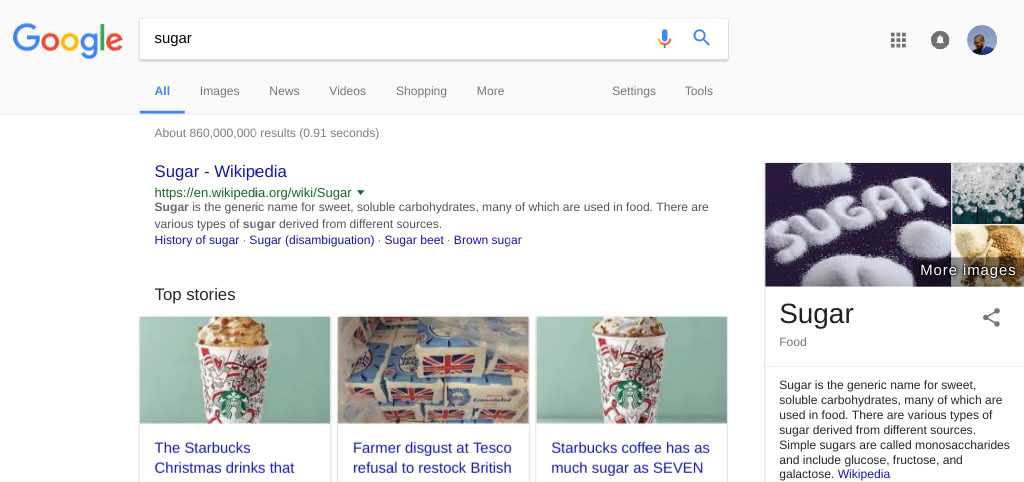 Google
sugar
All Images News Videos Shopping More Settings Tools
About 860,000,000 results (0.91 seconds)
Sugar - Wikipedia
https://en.wikipedia.org/wiki/Sugar
Sugar is the generic name for sweet, soluble carbohydrates, many of which are used in food. There are
various types of sugar derived from different sources.
History of sugar · Sugar (disambiguation) · Sugar beet · Brown sugar
Top stories
The Starbucks
Christmas drinks that
Farmer disgust at Tesco
refusal to restock British
Starbucks coffee has as
much sugar as SEVEN
SUGAR
More images
Sugar
Food
Sugar is the generic name for sweet,
soluble carbohydrates, many of which are
used in food. There are various types of
sugar derived from different sources.
Simple sugars are called monosaccharides
and include glucose, fructose, and
galactose. Wikipedia